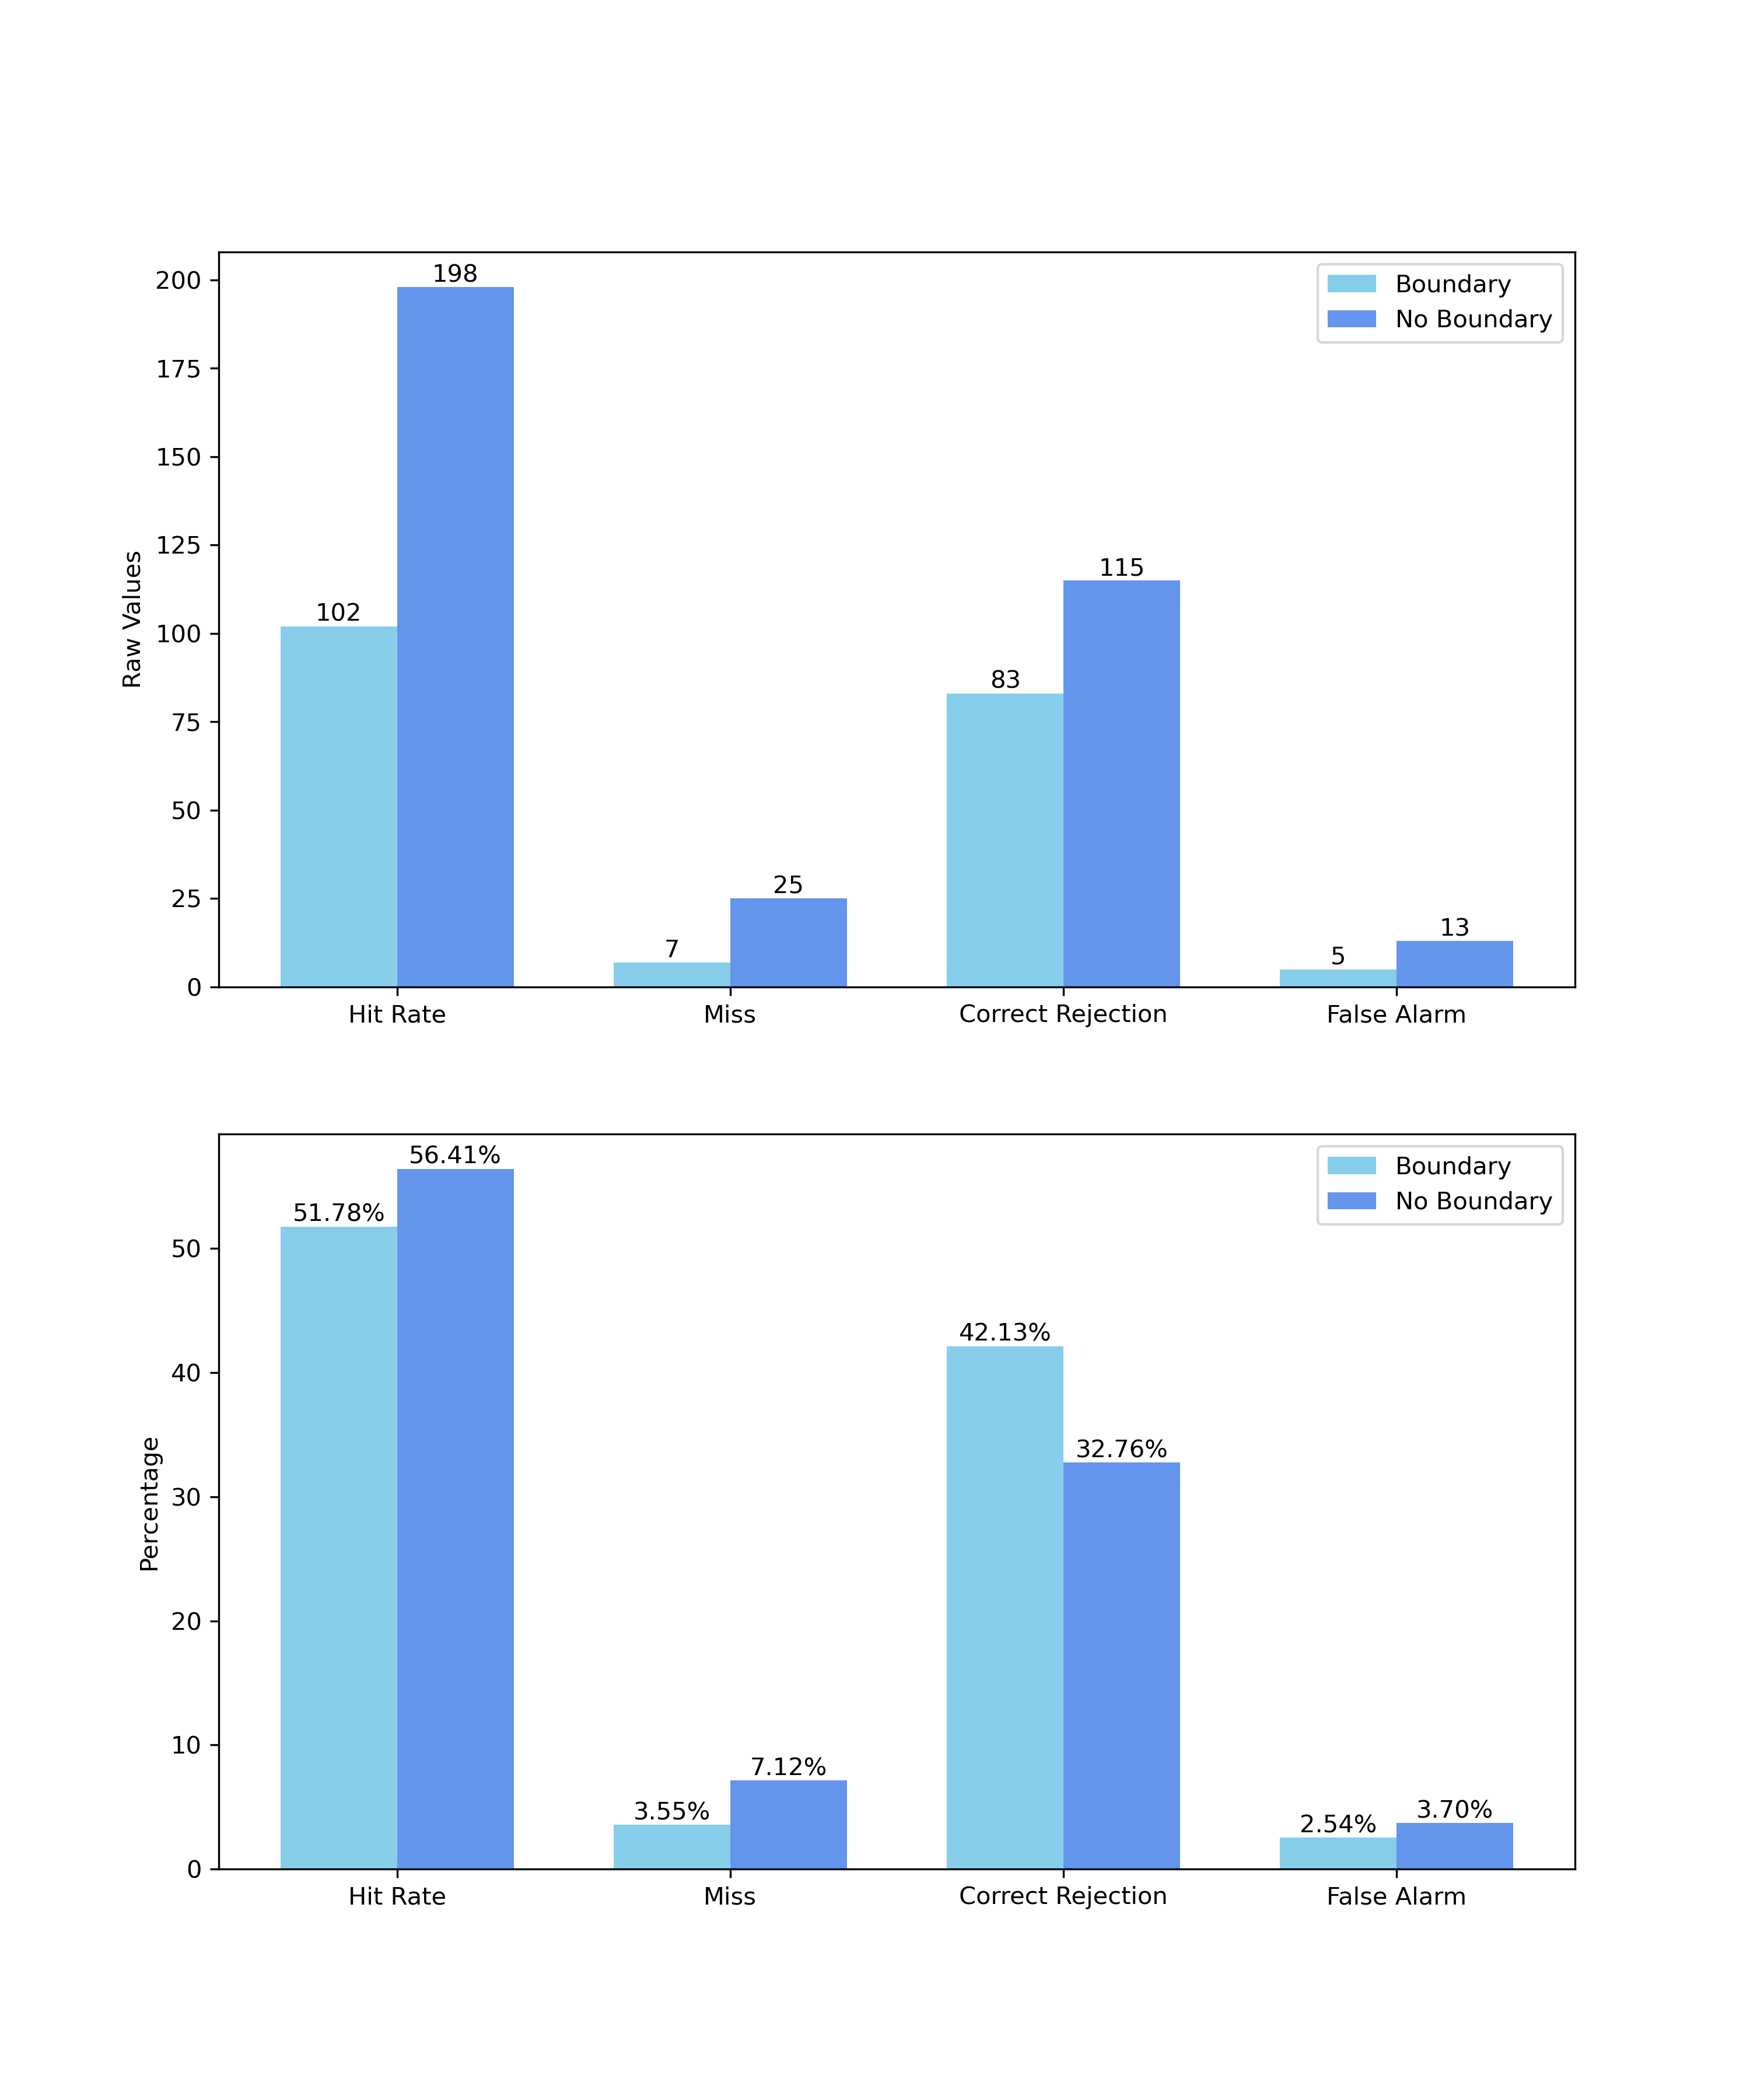 198
200
Boundary
No Boundary
175
150
125
115
102
100
Raw Values
83
75
50
25
25
13
7
5
0
Hit Rate
Miss
Correct Rejection
False Alarm
56.41%
Boundary
No Boundary
51.78%
50
42.13%
40
32.76%
30
Percentage
20
10
7.12%
3.55%
3.70%
2.54%
0
Hit Rate
Miss
Correct Rejection
False Alarm